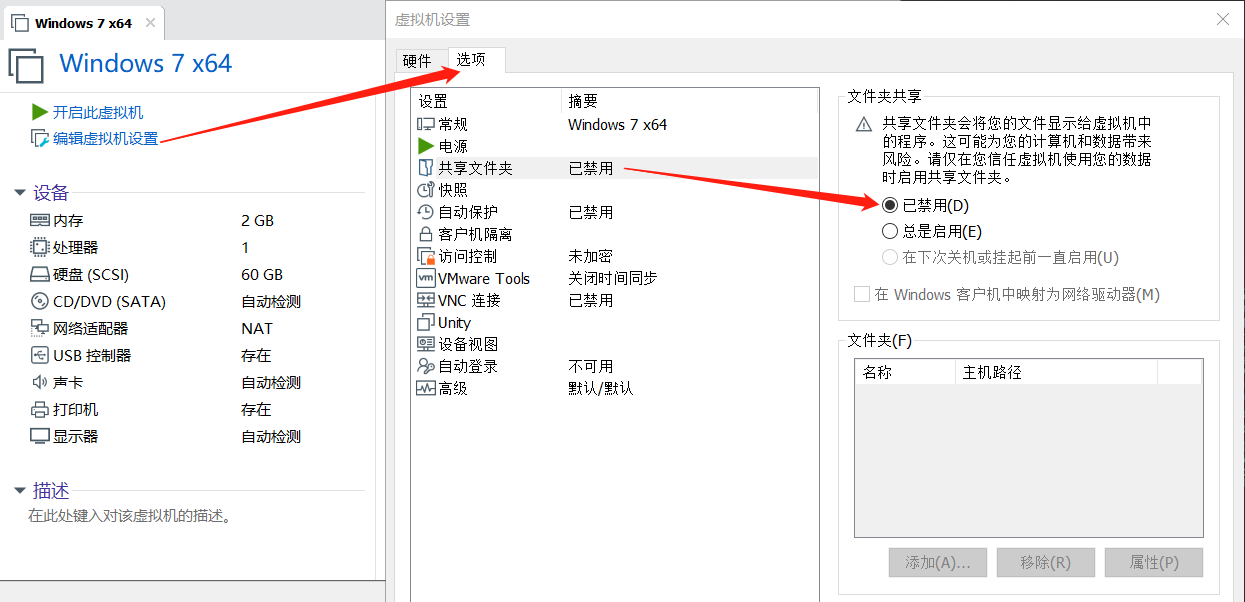 Windows 7 x64
Windows 7 x64
开启此虚拟机
编辑虚拟机设置
设备
内存 2 GB
处理器 1
硬盘 (SCSI) 60 GB
CD/DVD (SATA) 自动检测
网络适配器 NAT
USB 控制器 存在
声卡 自动检测
打印机 存在
显示器 自动检测
描述
在此处键入对该虚拟机的描述。
虚拟机设置
硬件 选项
设置 摘要
常规 Windows 7 x64
电源
共享文件夹 已禁用
快照
自动保护 已禁用
客户机隔离
访问控制 未加密
vm VMware Tools 关闭时间同步
VNC 连接 已禁用
Unity
设备视图
自动登录 不可用
高级 默认/默认
文件夹共享
共享文件夹会将您的文件显示给虚拟机中
的程序。这可能为您的计算机和数据带来
风险。请仅在您信任虚拟机使用您的数据
时启用共享文件夹。
已禁用(D)
总是启用(E)
在下次关机或挂起前一直启用(U)
在 Windows 客户机中映射为网络驱动器(M)
文件夹(F)
名称 主机路径
添加(A)... 移除(R) 属性(P)